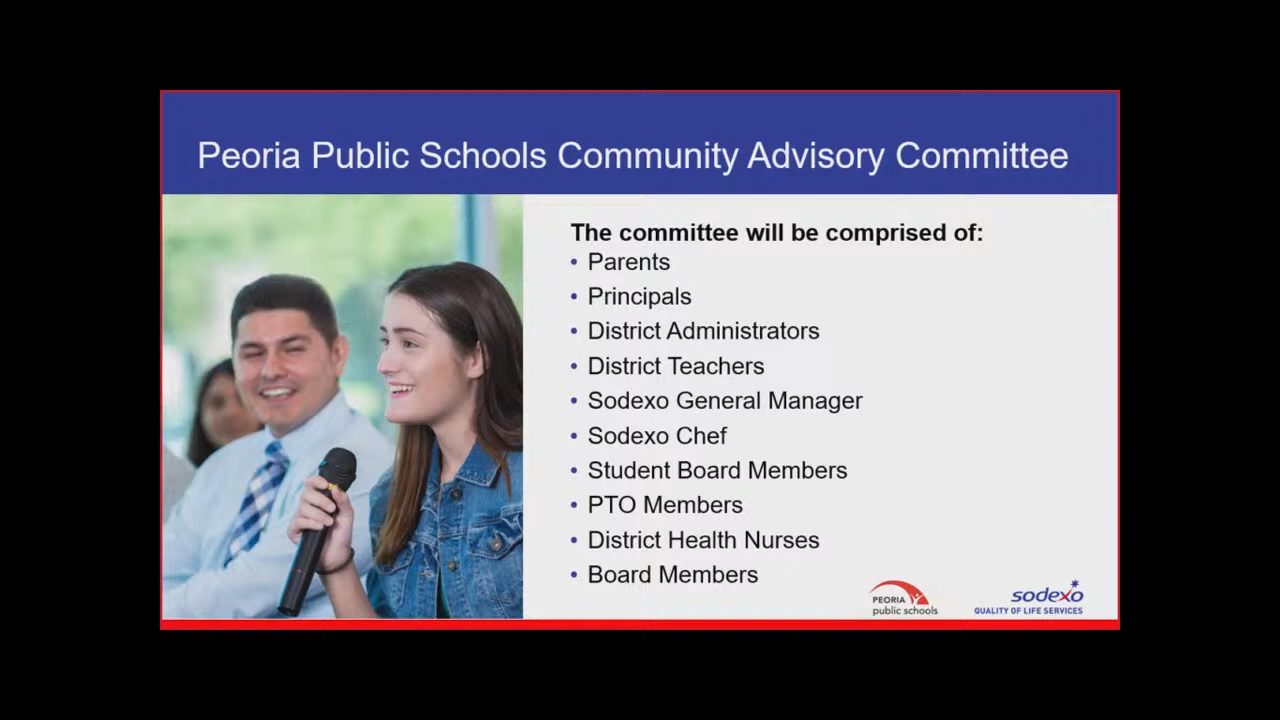 Peoria Public Schools Community Advisory Committee
The committee will be comprised of:
• Parents
• Principals
• District Administrators
• District Teachers
• Sodexo General Manager
• Sodexo Chef
• Student Board Members
• PTO Members
• District Health Nurses
• Board Members
PEORIA
public schools
sodexo
QUALITY OF LIFE SERVICES